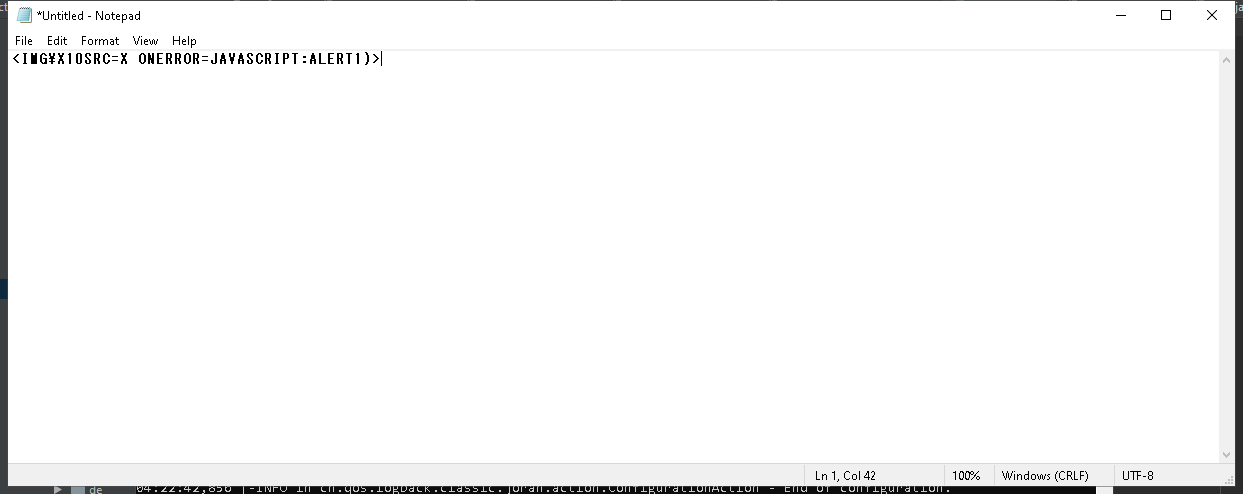 *Untitled - Notepad
File Edit Format View Help
<IMG¥X10SRC=X ONERROR=JAVASCRIPT:ALERT1)>
Ln 1, Col 42 100% Windows (CRLF) UTF-8
de 04:22:42,856 |-INFO in ch.qos.logback.classic.joran.action.ConfigurationAction - End of configuration.